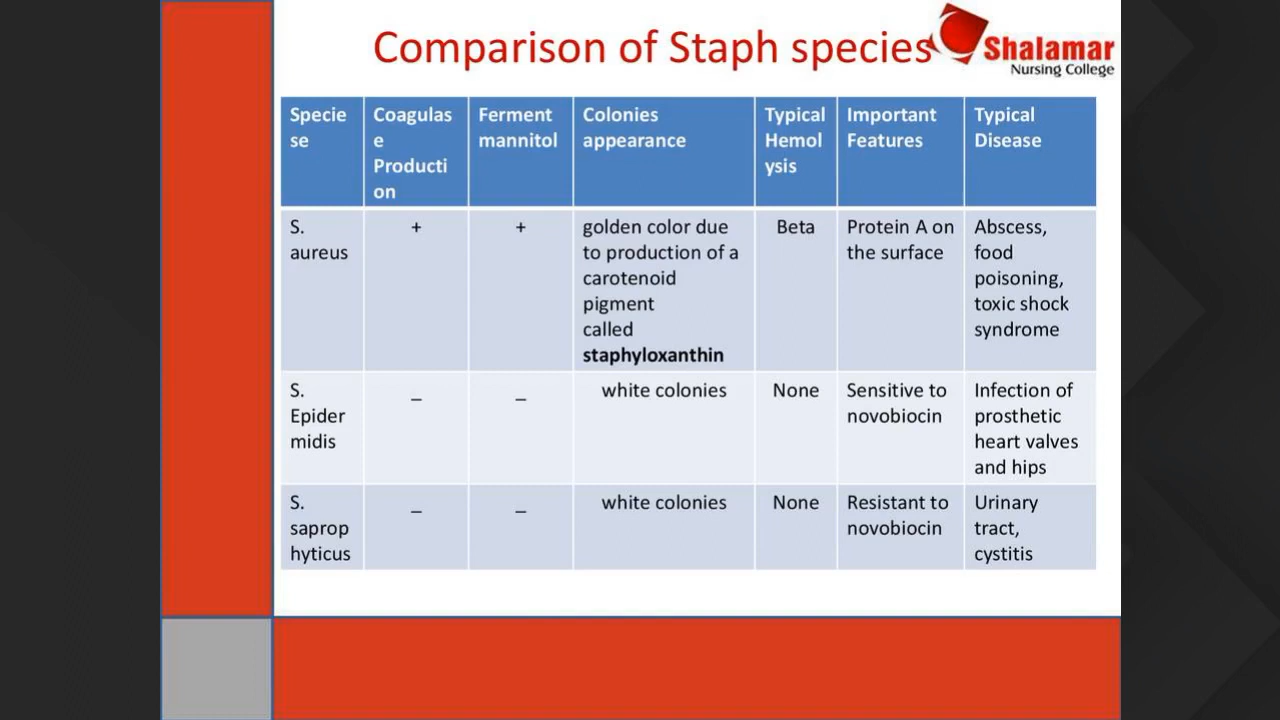 Comparison of Staph species
Shalamar
Nursing College
Specie
se
Coagulas
e
Producti
on
Ferment
mannitol
Colonies
appearance
Typical
Hemol
ysis
Important
Features
Typical
Disease
S.
aureus
+
+
golden color due
to production of a
carotenoid
pigment
called
staphyloxanthin
Beta
Protein A on
the surface
Abscess,
food
poisoning,
toxic shock
syndrome
S.
Epider
midis
_
_
white colonies
None
Sensitive to
novobiocin
Infection of
prosthetic
heart valves
and hips
S.
saprop
hyticus
_
_
white colonies
None
Resistant to
novobiocin
Urinary
tract,
cystitis